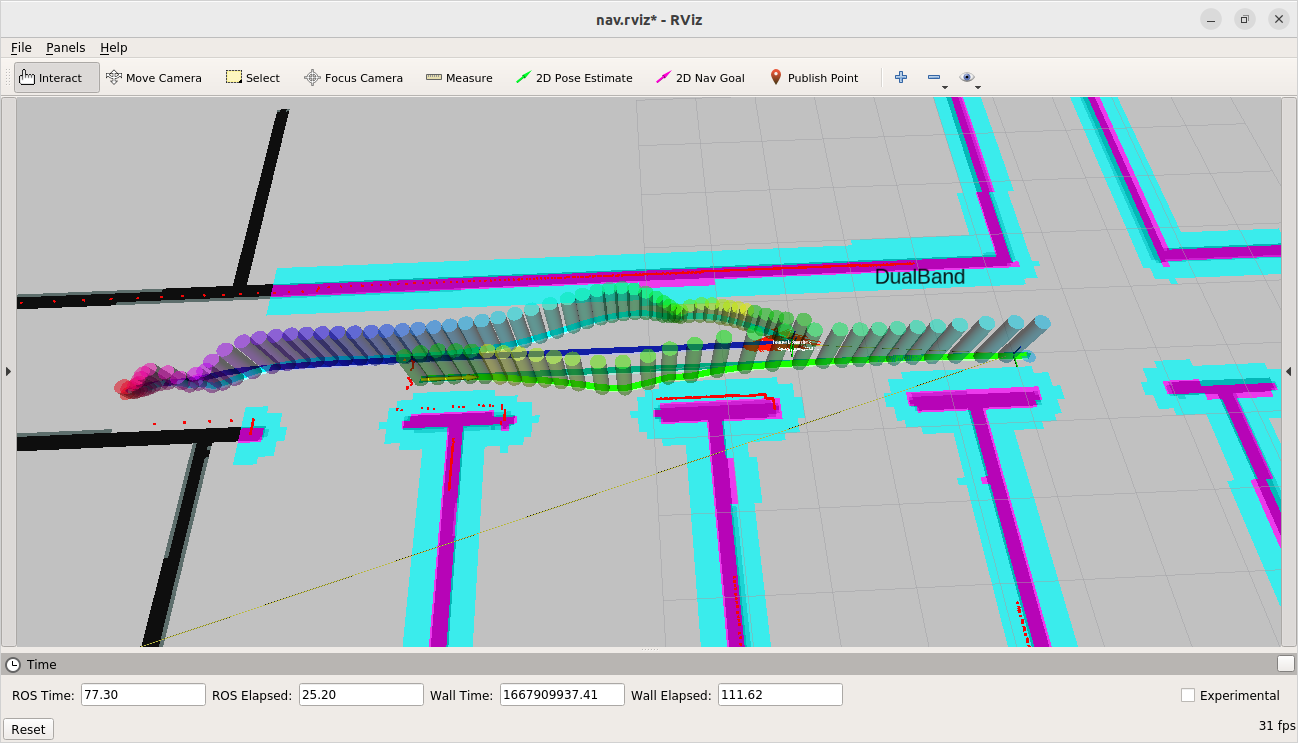 nav.rviz* - RViz
File Panels Help
Interact Move Camera Select Focus Camera Measure 2D Pose Estimate 2D Nav Goal Publish Point
DualBand
Time
ROS Time: 77.30 ROS Elapsed: 25.20 Wall Time: 1667909937.41 Wall Elapsed: 111.62 Experimental
Reset 31 fps